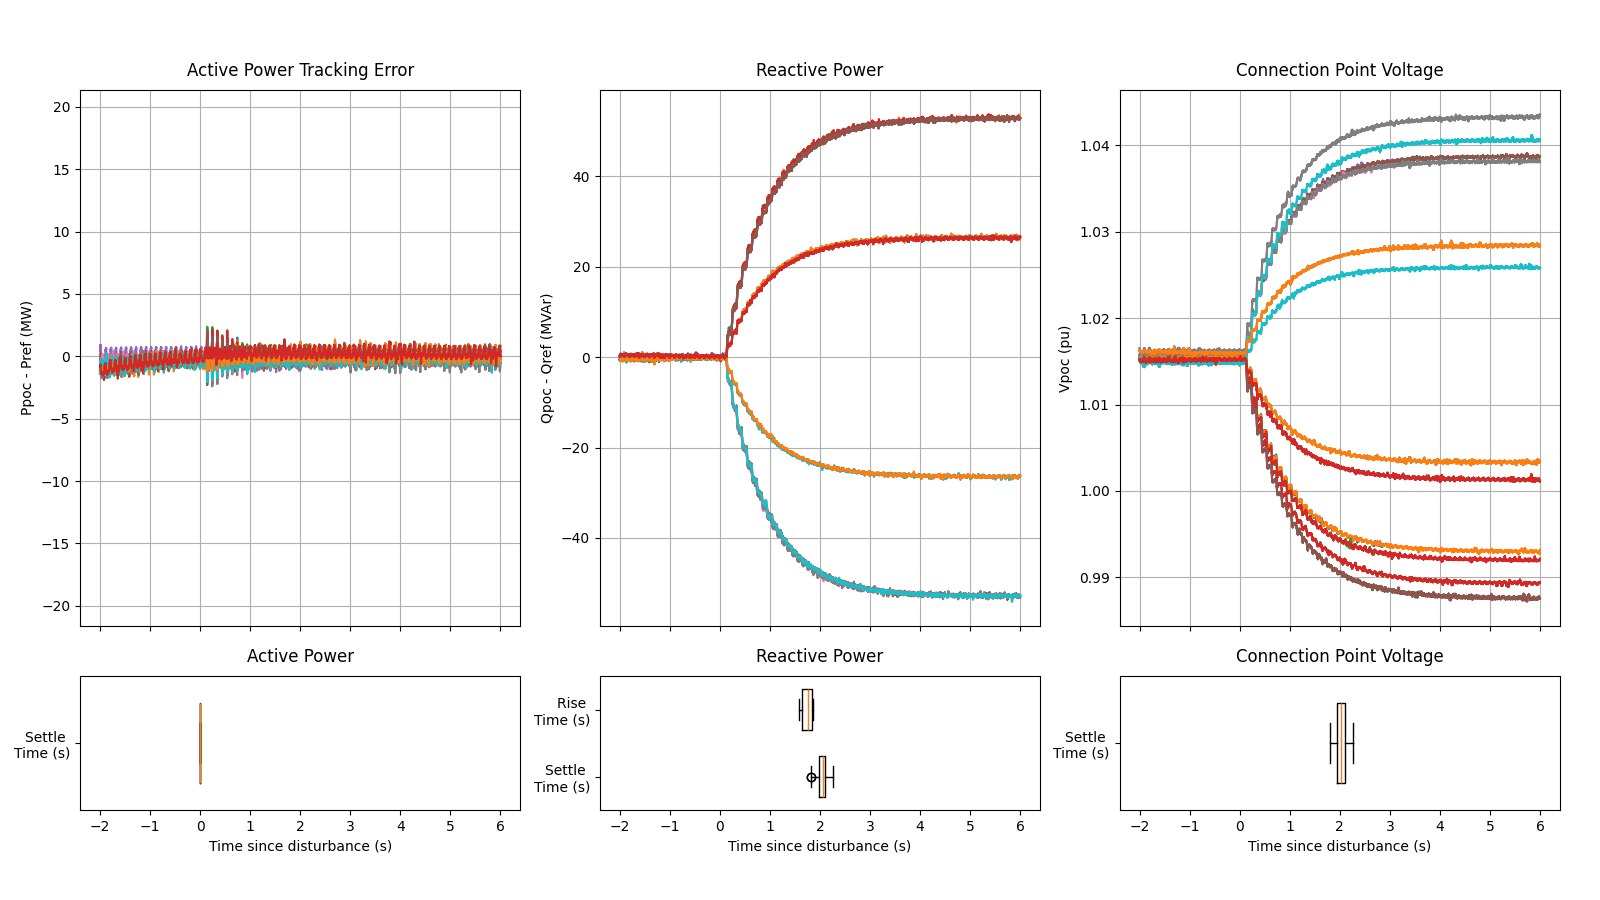 Active Power Tracking Error
Reactive Power
Connection Point Voltage
Ppoc - Pref (MW)
20
15
10
5
0
−5
−10
−15
−20
Qpoc - Qref (MVAr)
40
20
0
−20
−40
Vpoc (pu)
1.04
1.03
1.02
1.01
1.00
0.99
Active Power
Reactive Power
Connection Point Voltage
Settle
Time (s)
−2 −1 0 1 2 3 4 5 6
Time since disturbance (s)
Rise
Time (s)
Settle
Time (s)
−2 −1 0 1 2 3 4 5 6
Time since disturbance (s)
Settle
Time (s)
−2 −1 0 1 2 3 4 5 6
Time since disturbance (s)